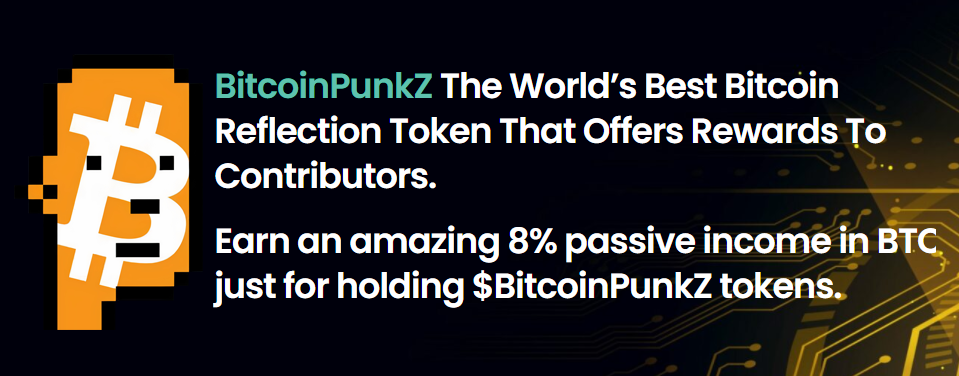 BitcoinPunkZ The World’s Best Bitcoin
Reflection Token That Offers Rewards To
Contributors.
Earn an amazing 8% passive income in BTC
just for holding $BitcoinPunkZ tokens.